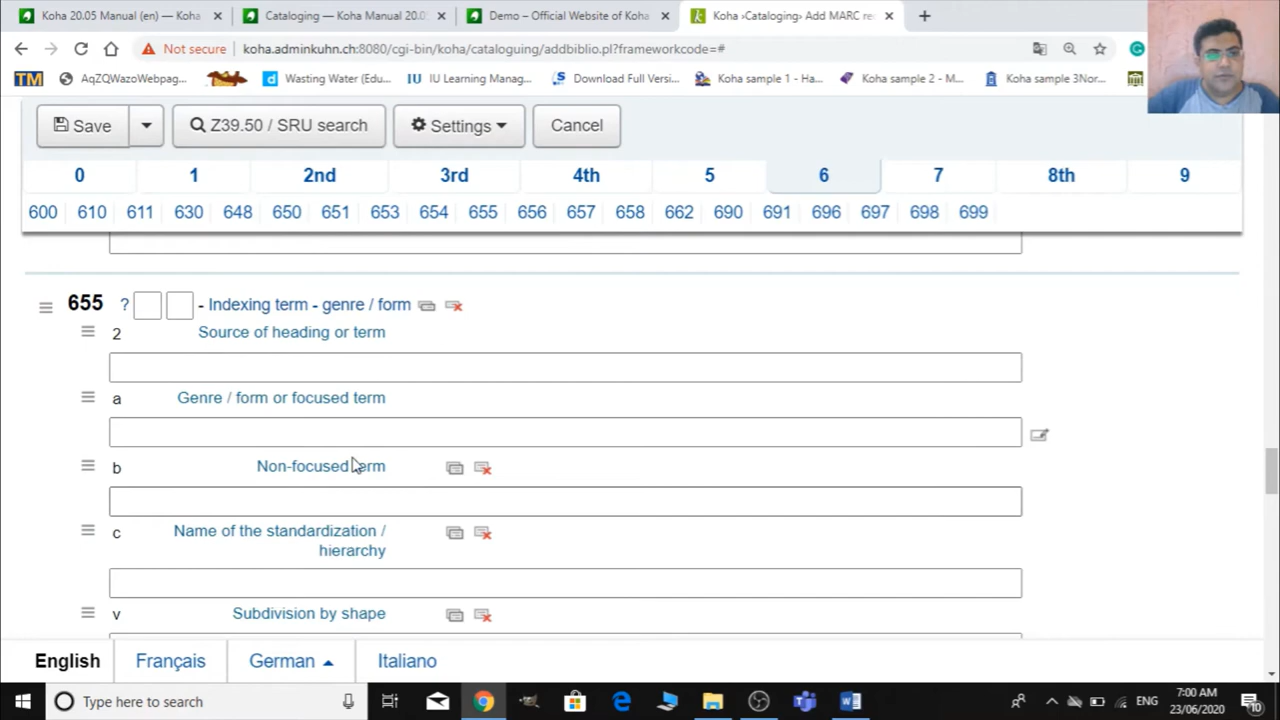 Koha 20.05 Manual (en) — Koha
Cataloging — Koha Manual 20.0
Demo – Official Website of Koha
Koha ›Cataloging› Add MARC re
Not secure
koha.adminkuhn.ch:8080/cgi-bin/koha/cataloguing/addbiblio.pl?frameworkcode=#
TM
AqZQWazoWebpag...
Wasting Water (Edu...
IU
IU Learning Manag...
Download Full Versi...
Koha sample 1 - Ha...
Koha sample 2 - M...
Koha sample 3Nor...
Save
Z39.50 / SRU search
Settings
Cancel
0
1
2nd
3rd
4th
5
6
7
8th
9
600 610 611 630 648 650 651 653 654 655 656 657 658 662 690 691 696 697 698 699
655 ? - Indexing term - genre / form
2 Source of heading or term
a Genre / form or focused term
b Non-focused term
c Name of the standardization /
hierarchy
v Subdivision by shape
English
Français
German
Italiano
Type here to search
ENG
7:00 AM
23/06/2020
10